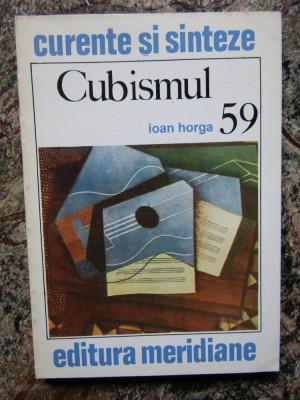 curente și sinteze
Cubismul
ioan horga 59
editura meridiane